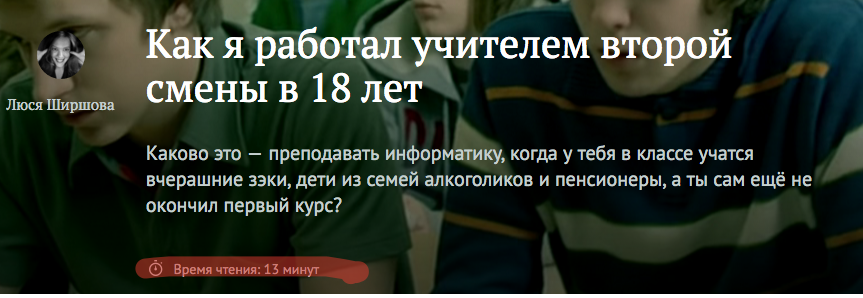 Как я работал учителем второй
смены в 18 лет
Люся Ширшова
Каково это — преподавать информатику, когда у тебя в классе учатся
вчерашние зэки, дети из семей алкоголиков и пенсионеры, а ты сам ещё не
окончил первый курс?
Время чтения: 13 минут